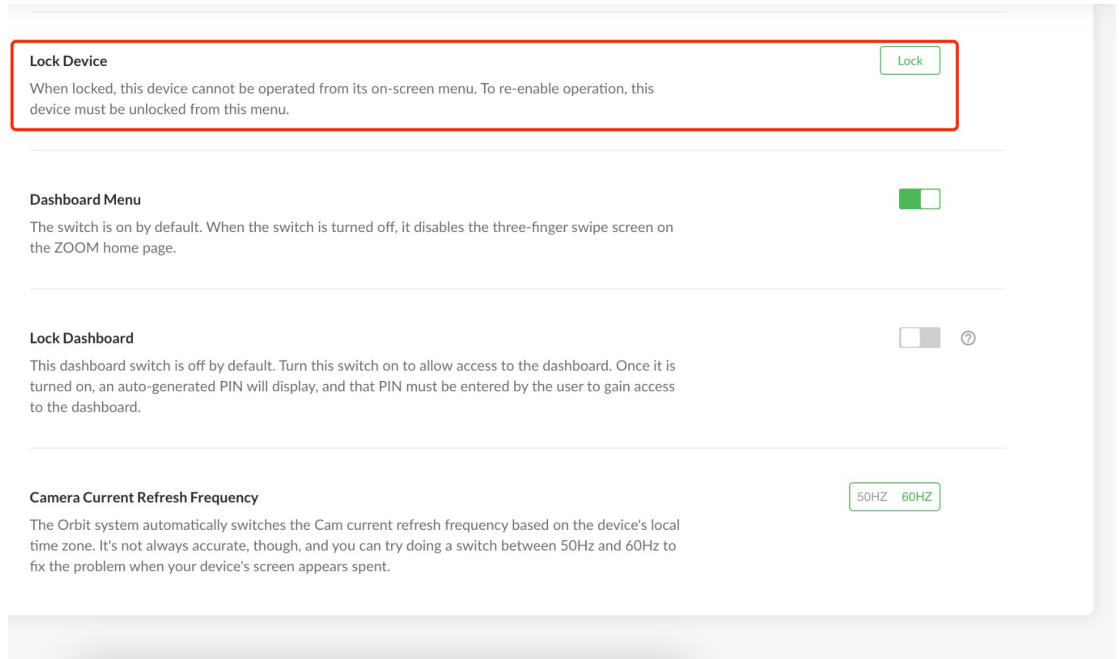 Lock Device
Lock
When locked, this device cannot be operated from its on-screen menu. To re-enable operation, this
device must be unlocked from this menu.
Dashboard Menu
The switch is on by default. When the switch is turned off, it disables the three-finger swipe screen on
the ZOOM home page.
Lock Dashboard
?
This dashboard switch is off by default. Turn this switch on to allow access to the dashboard. Once it is
turned on, an auto-generated PIN will display, and that PIN must be entered by the user to gain access
to the dashboard.
Camera Current Refresh Frequency
50HZ 60HZ
The Orbit system automatically switches the Cam current refresh frequency based on the device's local
time zone. It's not always accurate, though, and you can try doing a switch between 50Hz and 60Hz to
fix the problem when your device's screen appears spent.